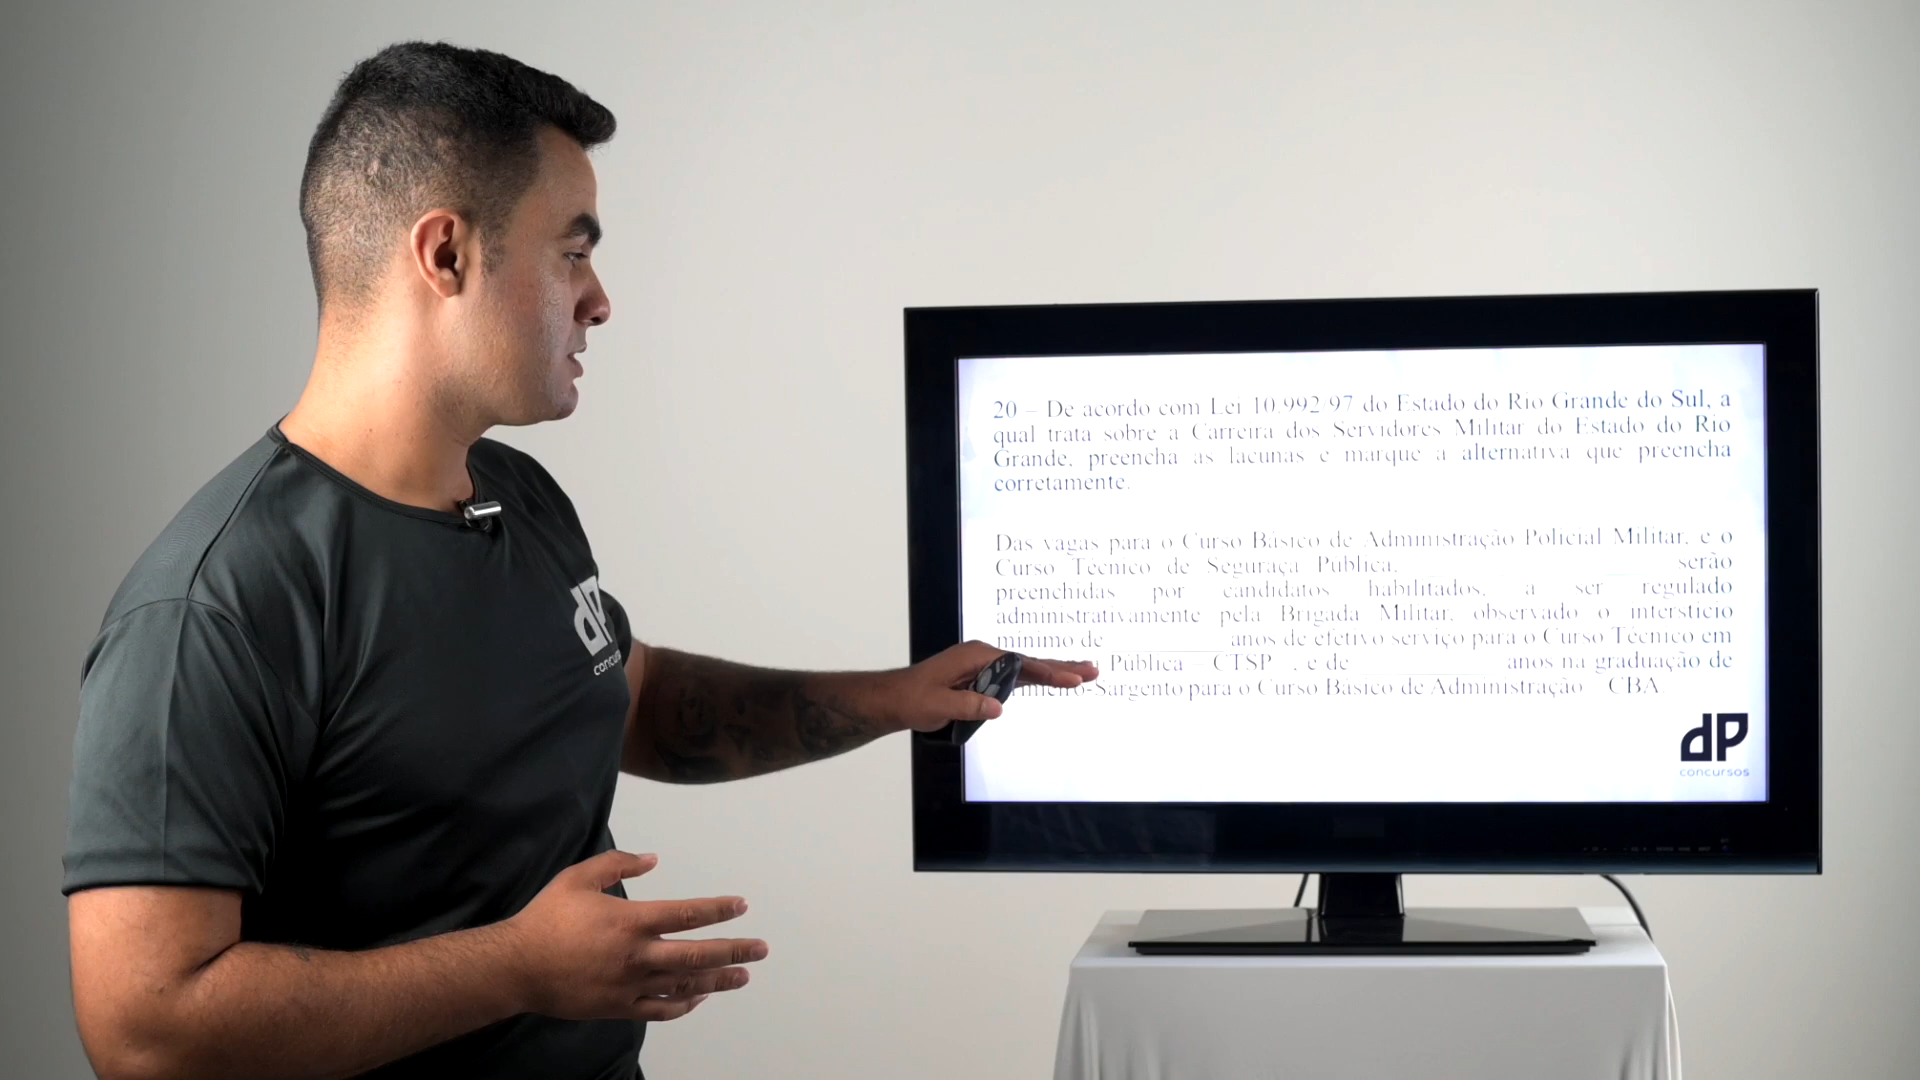 20 – De acordo com Lei 10.992/97 do Estado do Rio Grande do Sul, a
qual trata sobre a Carreira dos Servidores Militar do Estado do Rio
Grande, preencha as lacunas e marque a alternativa que preencha
corretamente.
Das vagas para o Curso Básico de Administração Policial Militar, e o
Curso Técnico de Seguraça Pública, serão
preenchidas por candidatos habilitados, a ser regulado
administrativamente pela Brigada Militar, observado o interstício
mínimo de anos de efetivo serviço para o Curso Técnico em
Pública – CTSP , e de anos na graduação de
-Sargento para o Curso Básico de Administração CBA.
dP
concursos
dP